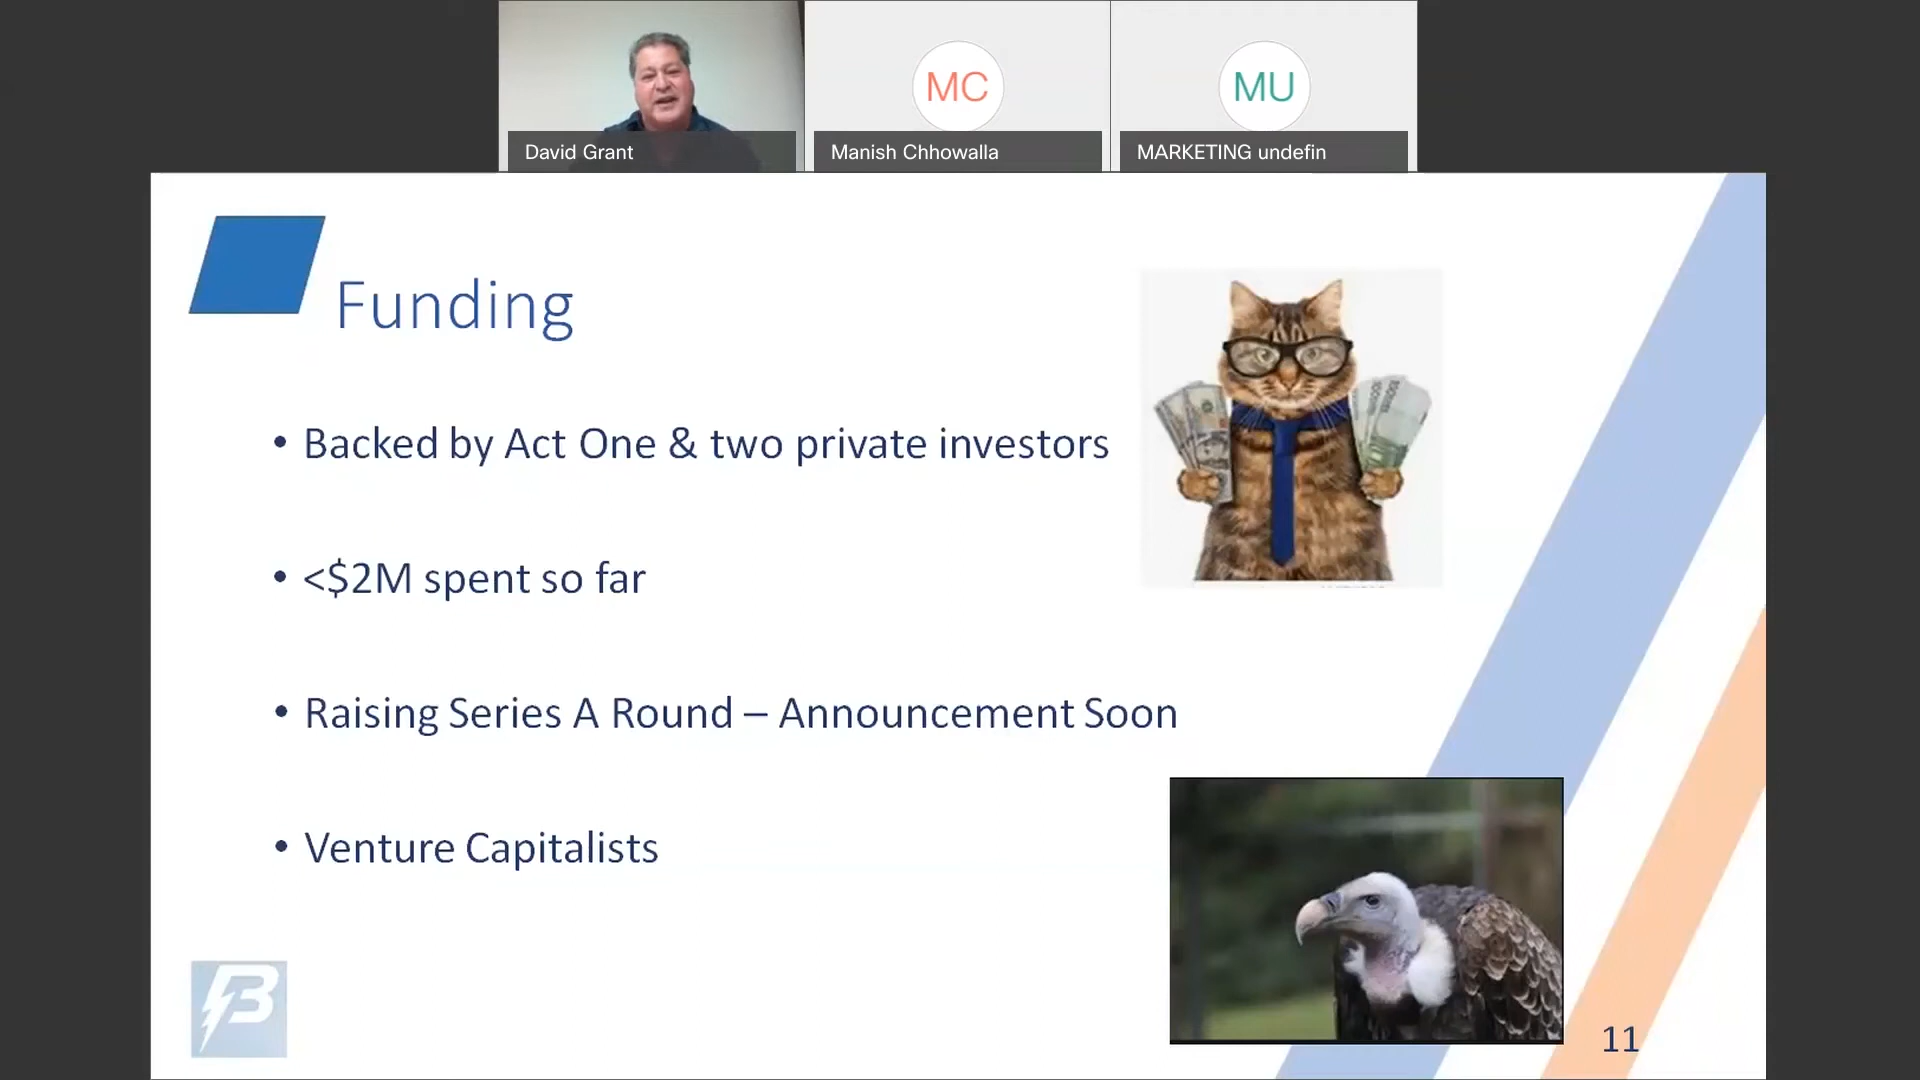 MC
MU
David Grant
Manish Chhowalla
MARKETING undefin
Funding
• Backed by Act One & two private investors
• <$2M spent so far
• Raising Series A Round – Announcement Soon
• Venture Capitalists
B
11